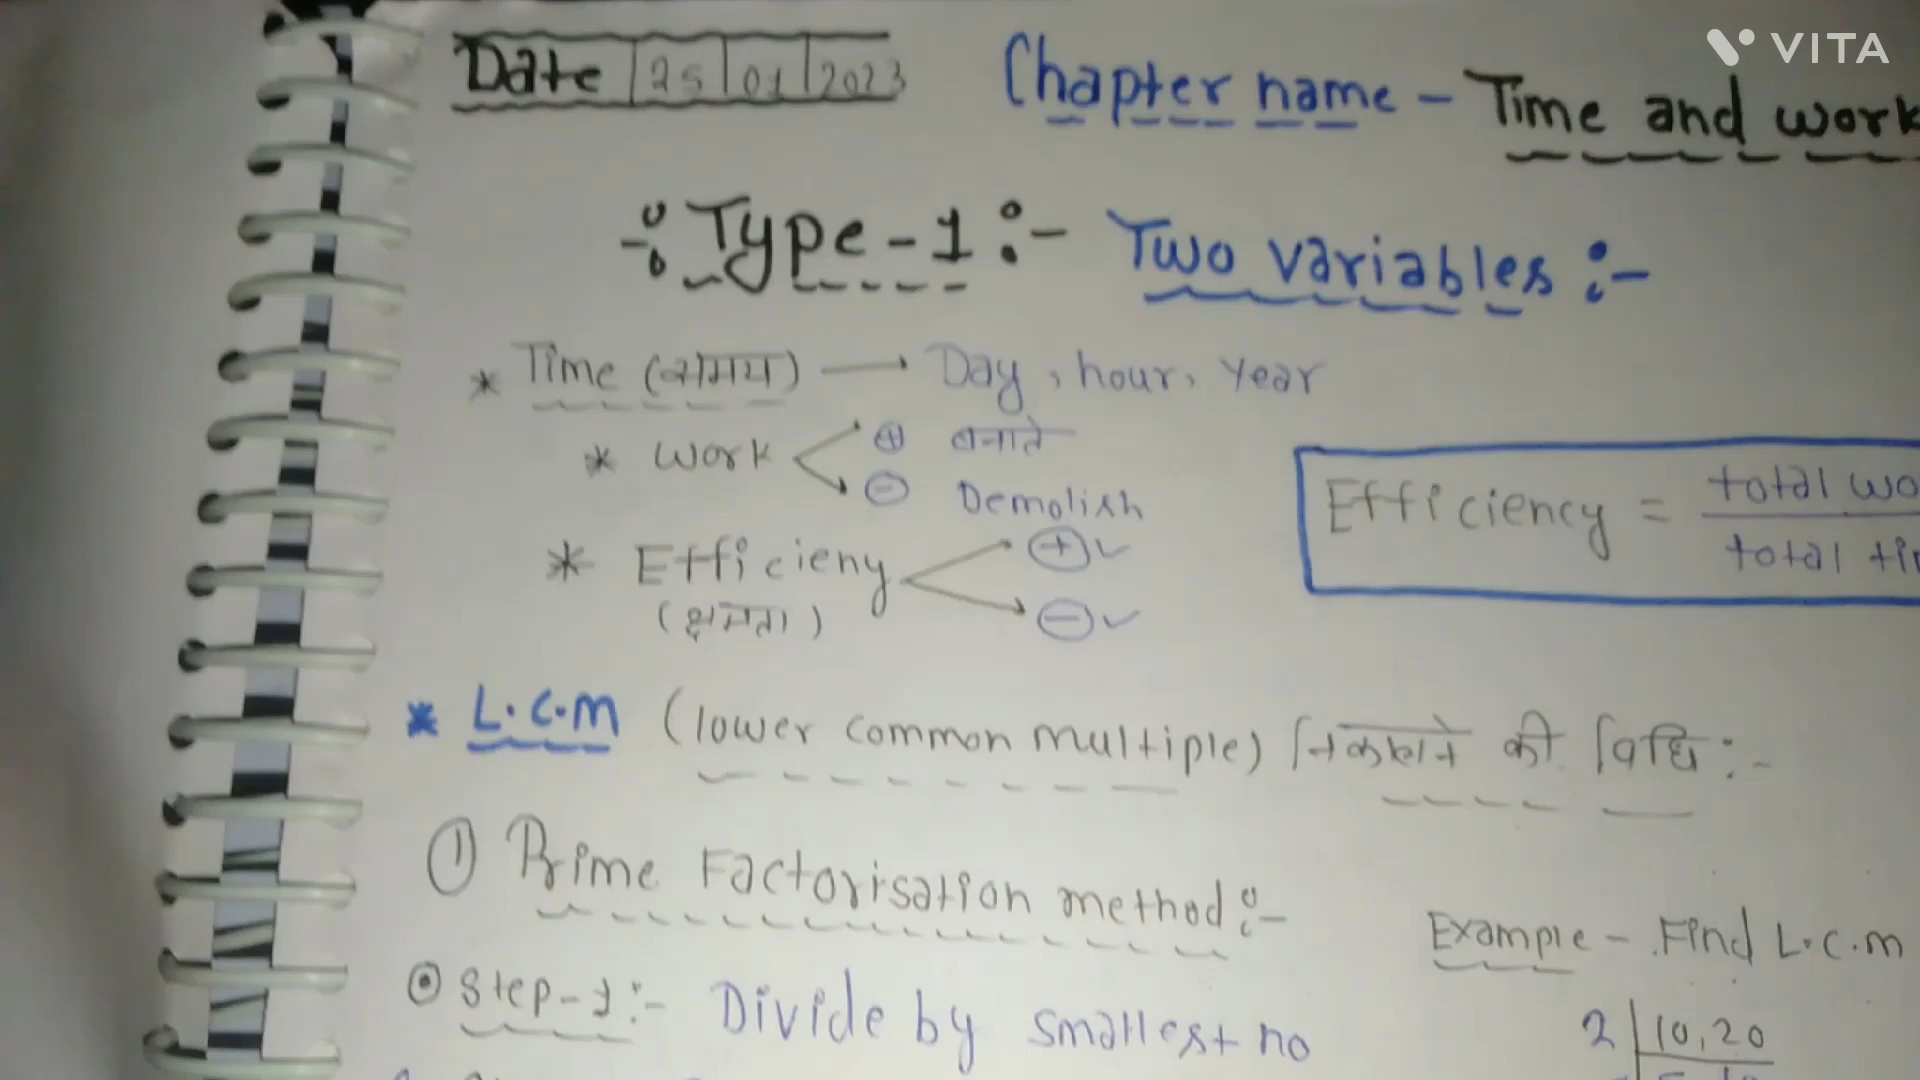 VITA
Date 25 01 2023 Chapter name - Time and work
Type-1 :- Two variables :-
* Time (समय) → Day, hour, year
* Work + बनाते
- Demolish
Efficiency = total wo
total ti
* Efficieny + ✓
(क्षमता) - ✓
* L.C.M (lower common multiple) निकालने की विधि :-
① Prime Factorisation method :-
Example - Find L.C.M
Step-1 :- Divide by smallest no
2 | 10, 20